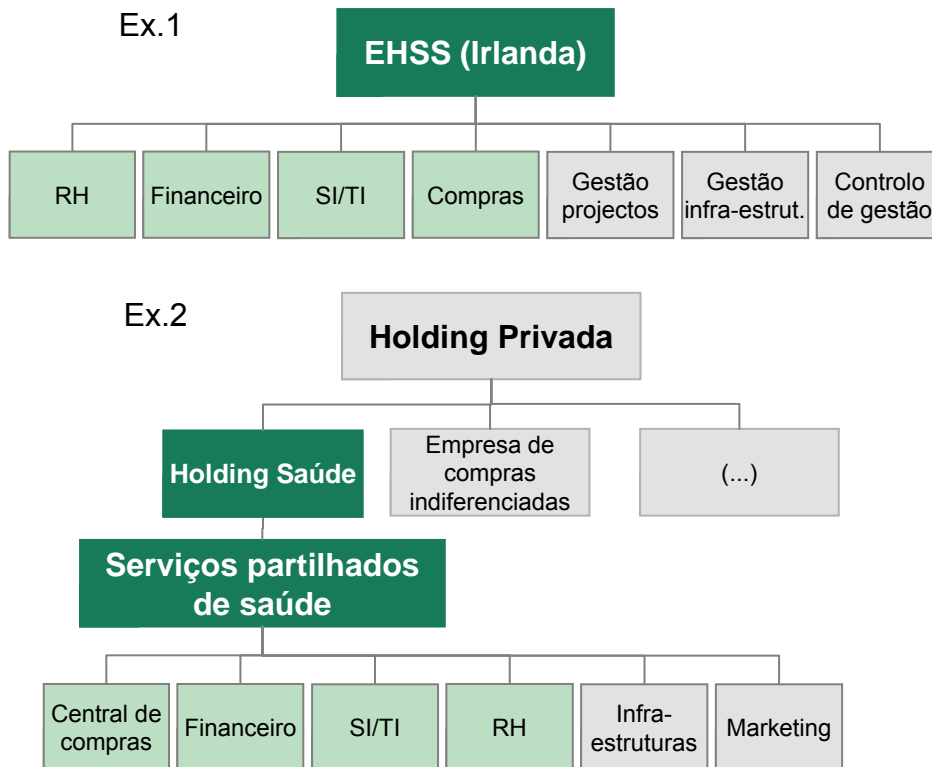 Ex.1
EHSS (Irlanda)
RH
Financeiro
SI/TI
Compras
Gestão
projectos
Gestão
infra-estrut.
Controlo
de gestão
Ex.2
Holding Privada
Holding Saúde
Empresa de
compras
indiferenciadas
(...)
Serviços partilhados
de saúde
Central de
compras
Financeiro
SI/TI
RH
Infra-
estruturas
Marketing